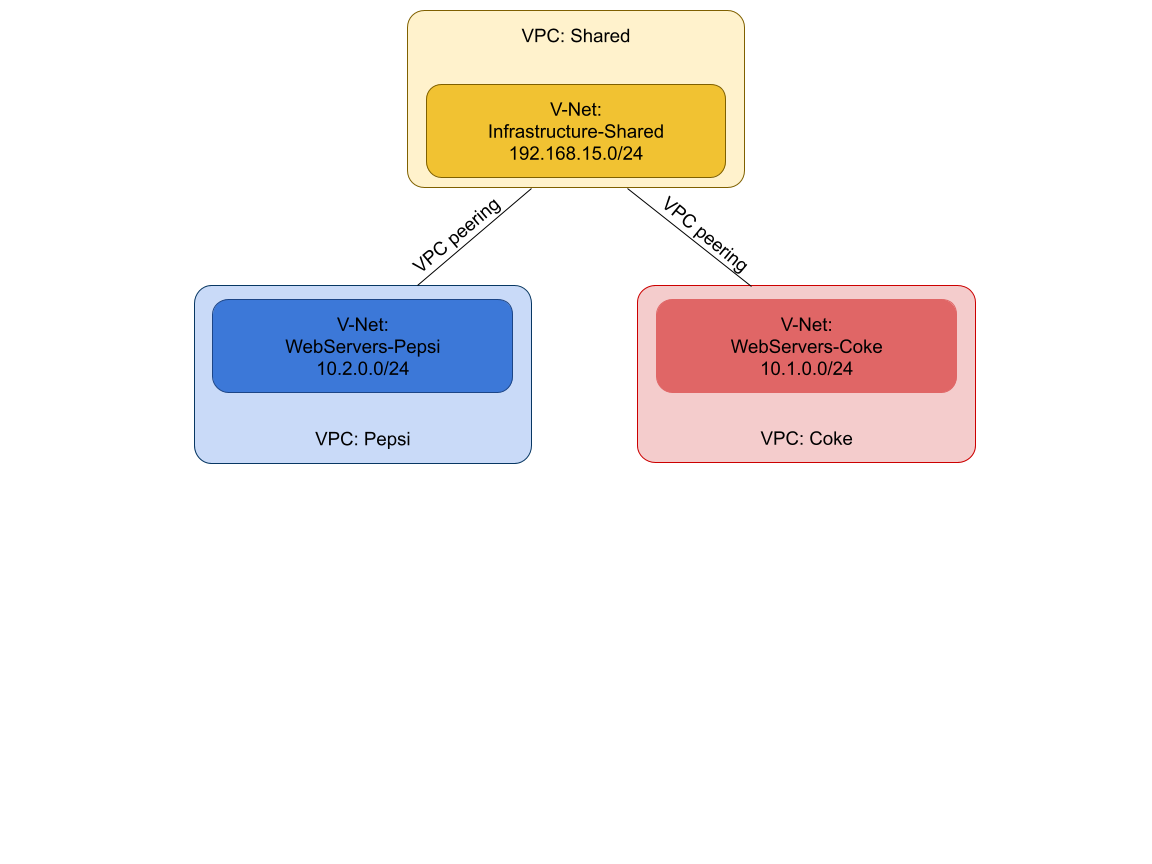 VPC: Shared
V-Net:
Infrastructure-Shared
192.168.15.0/24
VPC peering
VPC peering
V-Net:
WebServers-Pepsi
10.2.0.0/24
VPC: Pepsi
V-Net:
WebServers-Coke
10.1.0.0/24
VPC: Coke